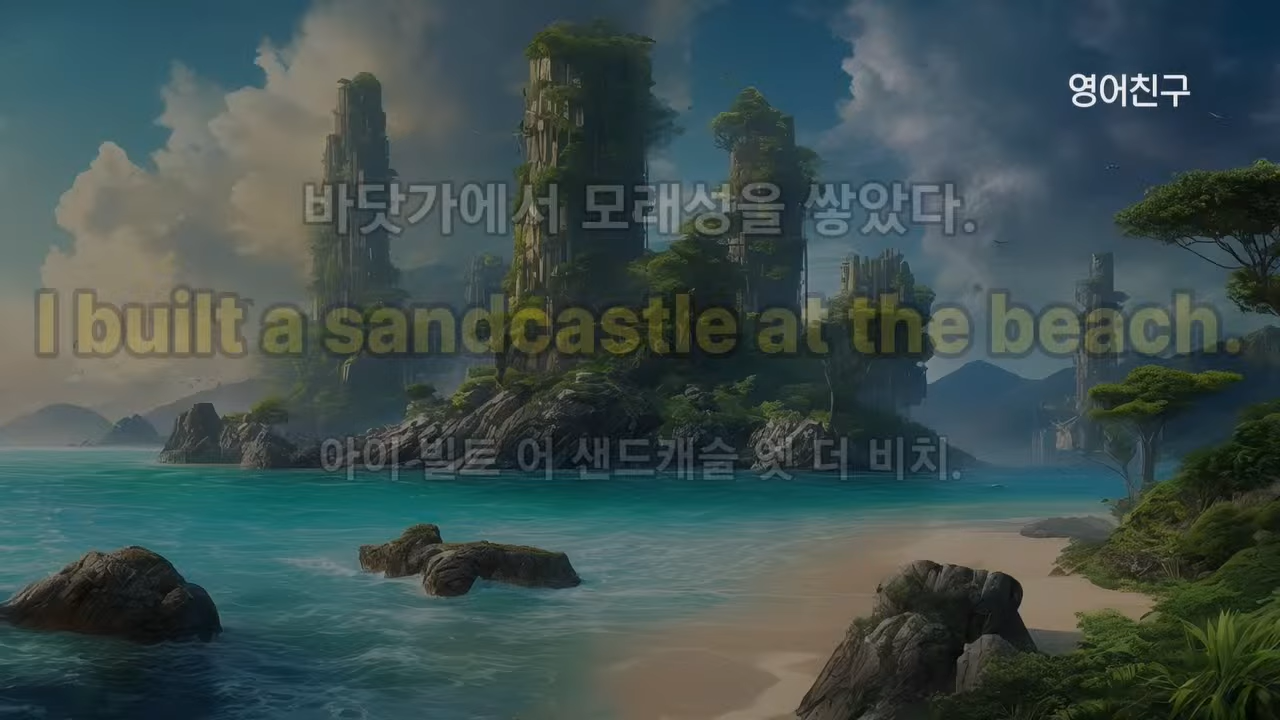 영어친구
바닷가에서 모래성을 쌓았다.
I built a sandcastle at the beach.
아이 빌트 어 샌드캐슬 엣 더 비치.